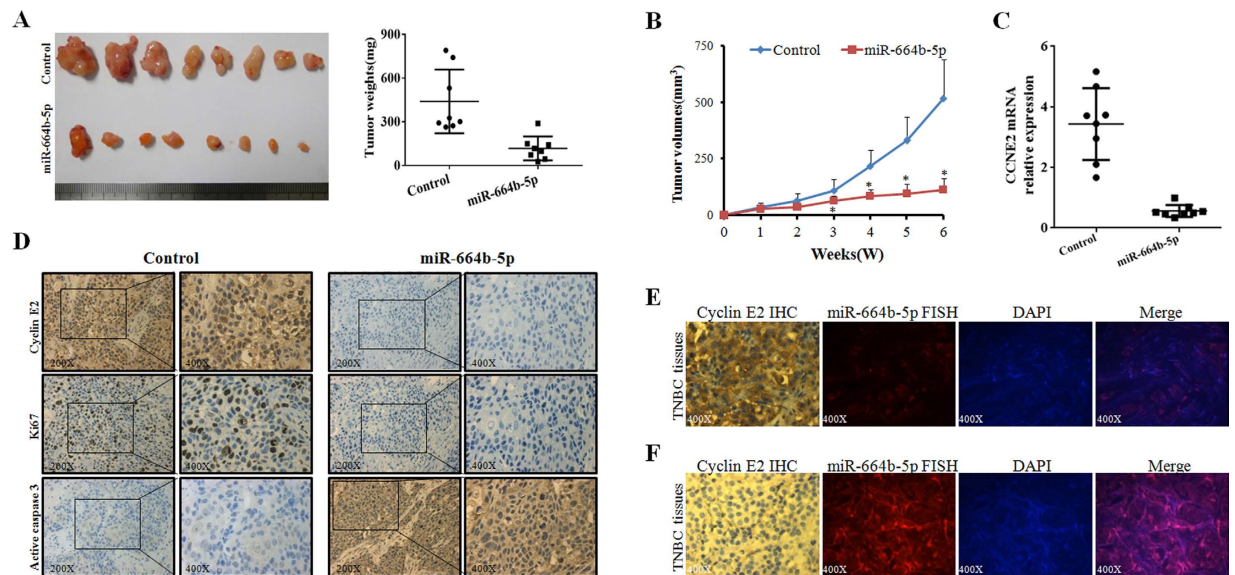 A
Control
miR-664b-5p
Tumor weights(mg)
900
600
300
0
Control
miR-664b-5p
B
Control
miR-664b-5p
Tumor volumes(mm³)
750
500
250
0
0 1 2 3 4 5 6
* * * *
Weeks(W)
C
CCNE2 mRNA
relative expression
6
4
2
0
Control
miR-664b-5p
D
Control
miR-664b-5p
Cyclin E2
200X
400X
200X
400X
Ki67
200X
400X
200X
400X
Active caspase 3
200X
400X
200X
400X
E
Cyclin E2 IHC
miR-664b-5p FISH
DAPI
Merge
TNBC tissues
400X
400X
400X
400X
F
Cyclin E2 IHC
miR-664b-5p FISH
DAPI
Merge
TNBC tissues
400X
400X
400X
400X